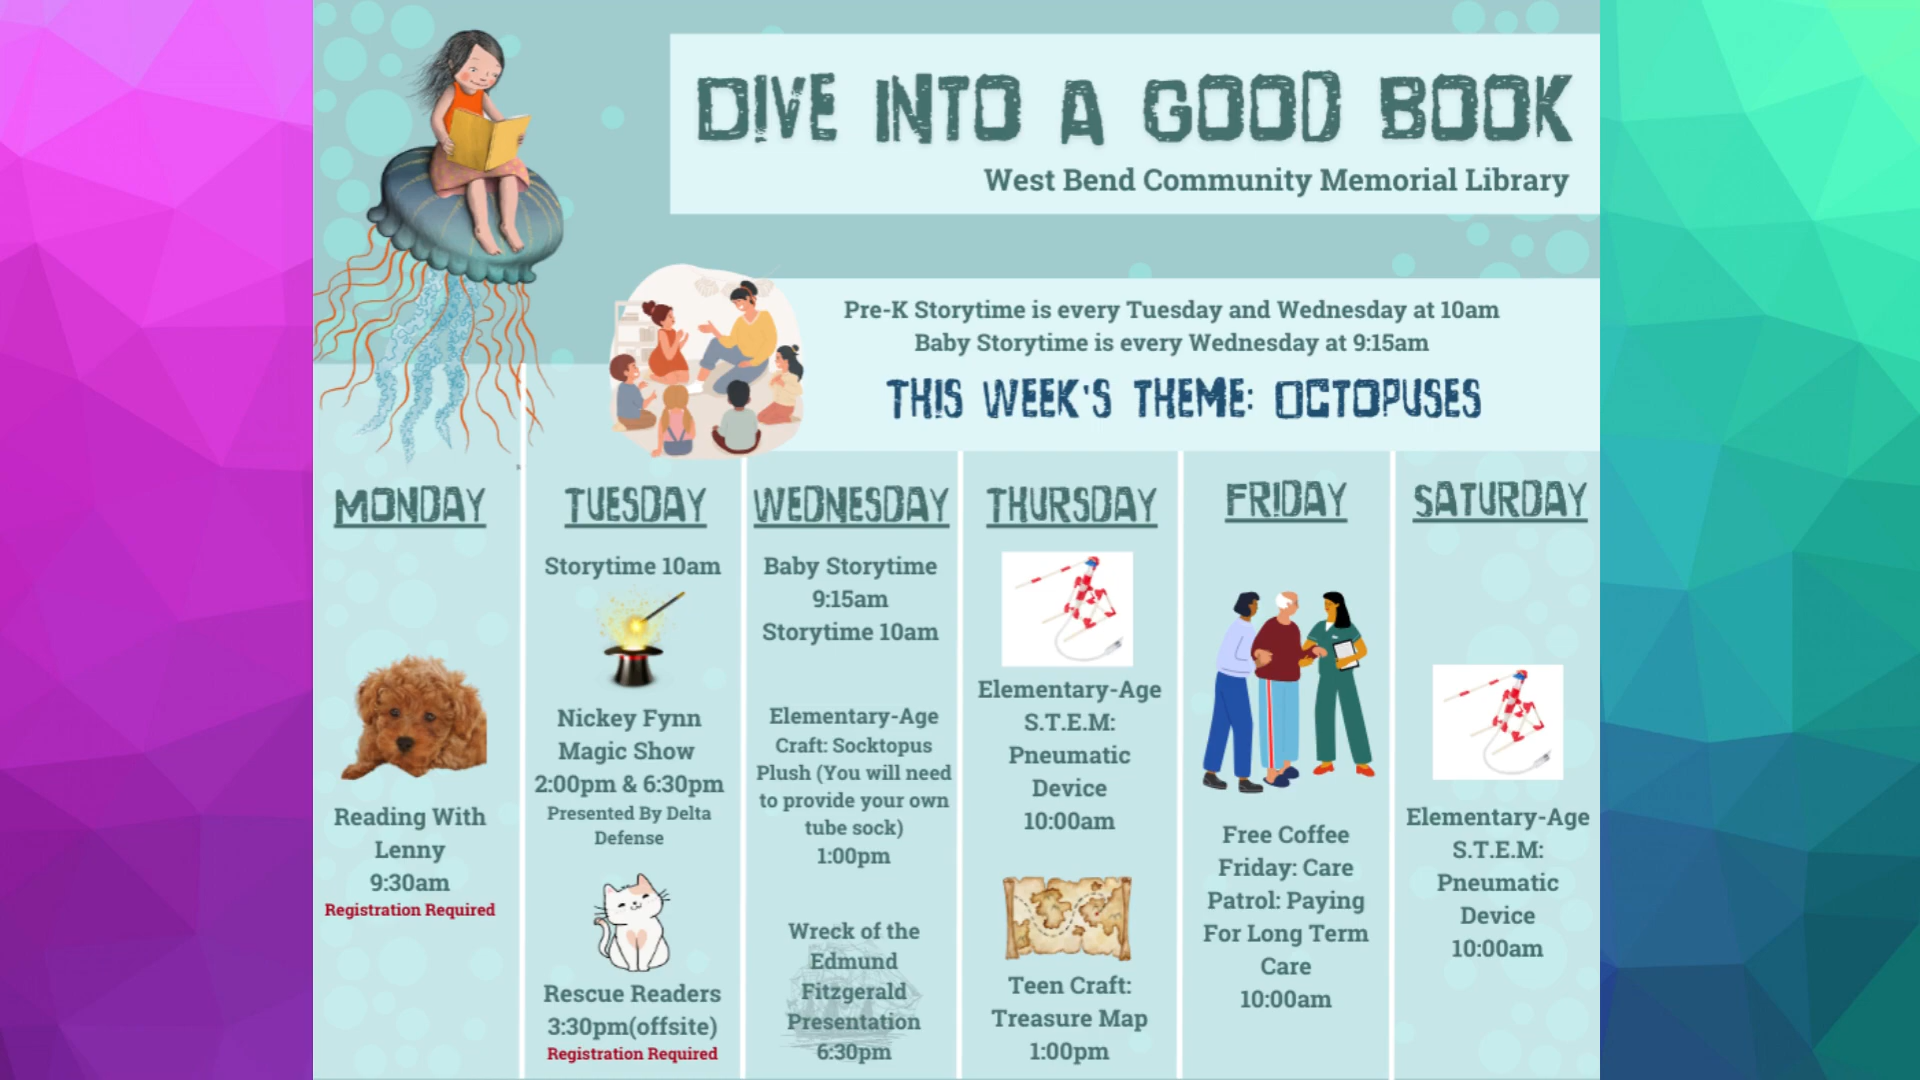 DIVE INTO A GOOD BOOK
West Bend Community Memorial Library
Pre-K Storytime is every Tuesday and Wednesday at 10am
Baby Storytime is every Wednesday at 9:15am
THIS WEEK'S THEME: OCTOPUSES
MONDAY
Reading With
Lenny
9:30am
Registration Required
TUESDAY
Storytime 10am
Nickey Fynn
Magic Show
2:00pm & 6:30pm
Presented By Delta
Defense
Rescue Readers
3:30pm(offsite)
Registration Required
WEDNESDAY
Baby Storytime
9:15am
Storytime 10am
Elementary-Age
Craft: Socktopus
Plush (You will need
to provide your own
tube sock)
1:00pm
Wreck of the
Edmund
Fitzgerald
Presentation
6:30pm
THURSDAY
Elementary-Age
S.T.E.M:
Pneumatic
Device
10:00am
Teen Craft:
Treasure Map
1:00pm
FRIDAY
Free Coffee
Friday: Care
Patrol: Paying
For Long Term
Care
10:00am
SATURDAY
Elementary-Age
S.T.E.M:
Pneumatic
Device
10:00am